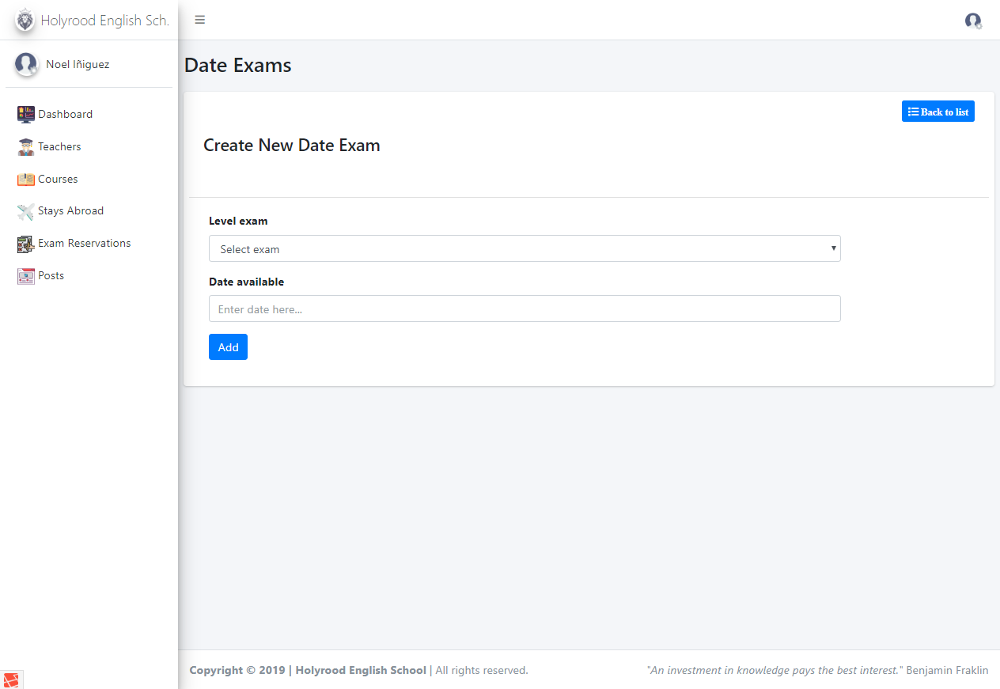 Holyrood English Sch.
Noel Iñiguez
Dashboard
Teachers
Courses
Stays Abroad
Exam Reservations
Posts
Date Exams
Back to list
Create New Date Exam
Level exam
Select exam
Date available
Enter date here...
Add
Copyright © 2019 | Holyrood English School | All rights reserved.
"An investment in knowledge pays the best interest." Benjamin Fraklin